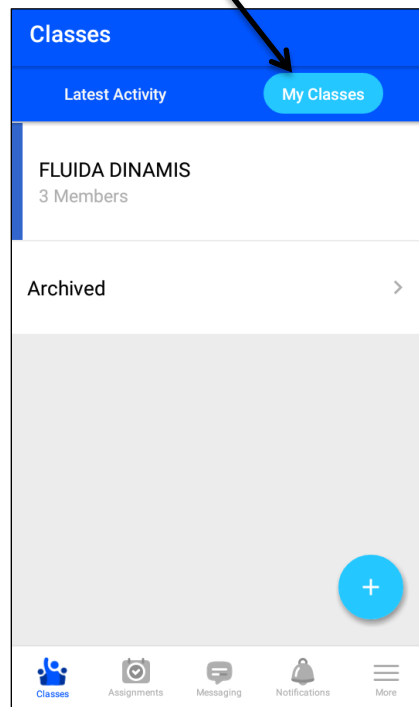 Classes
Latest Activity My Classes
FLUIDA DINAMIS
3 Members
Archived
Classes Assignments Messaging Notifications More